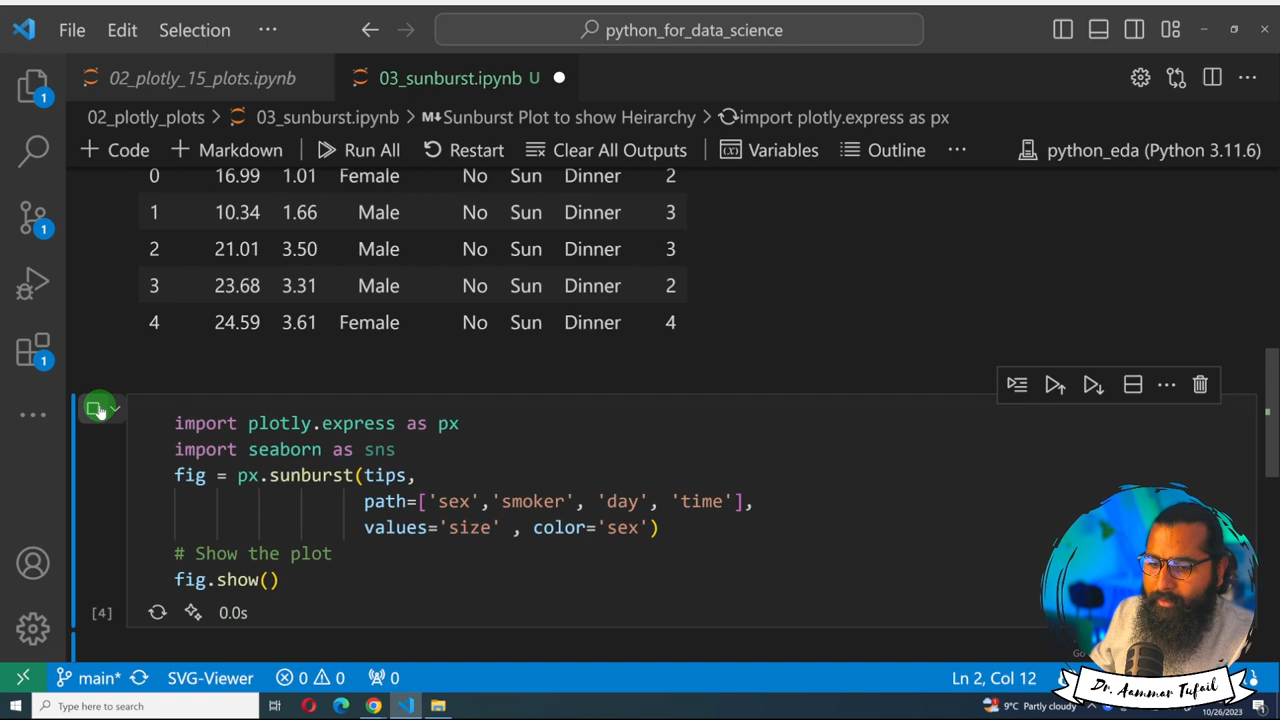 File Edit Selection ··· python_for_data_science
02_plotly_15_plots.ipynb 03_sunburst.ipynb U
02_plotly_plots > 03_sunburst.ipynb > M↓Sunburst Plot to show Heirarchy > import plotly.express as px
+ Code + Markdown Run All Restart Clear All Outputs Variables Outline ··· python_eda (Python 3.11.6)
0 16.99 1.01 Female No Sun Dinner 2
1 10.34 1.66 Male No Sun Dinner 3
2 21.01 3.50 Male No Sun Dinner 3
3 23.68 3.31 Male No Sun Dinner 2
4 24.59 3.61 Female No Sun Dinner 4
import plotly.express as px
import seaborn as sns
fig = px.sunburst(tips,
path=['sex','smoker', 'day', 'time'],
values='size' , color='sex')
# Show the plot
fig.show()
[4] 0.0s
main* SVG-Viewer 0 0 0 Ln 2, Col 12
Dr. Aammar Tufail
Type here to search 9°C Partly cloudy 10/26/2023
1
1
1